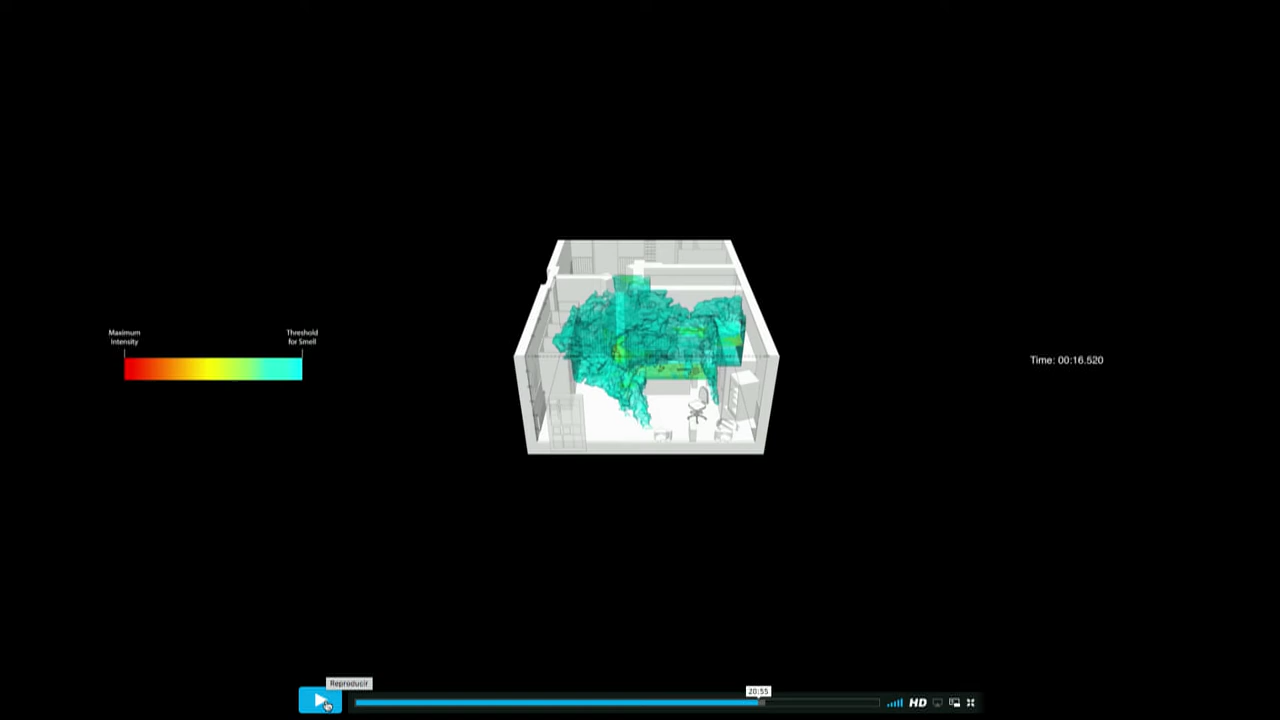 Maximum
Intensity
Threshold
for Smell
Time: 00:16.520
Reproducir
20:55
HD